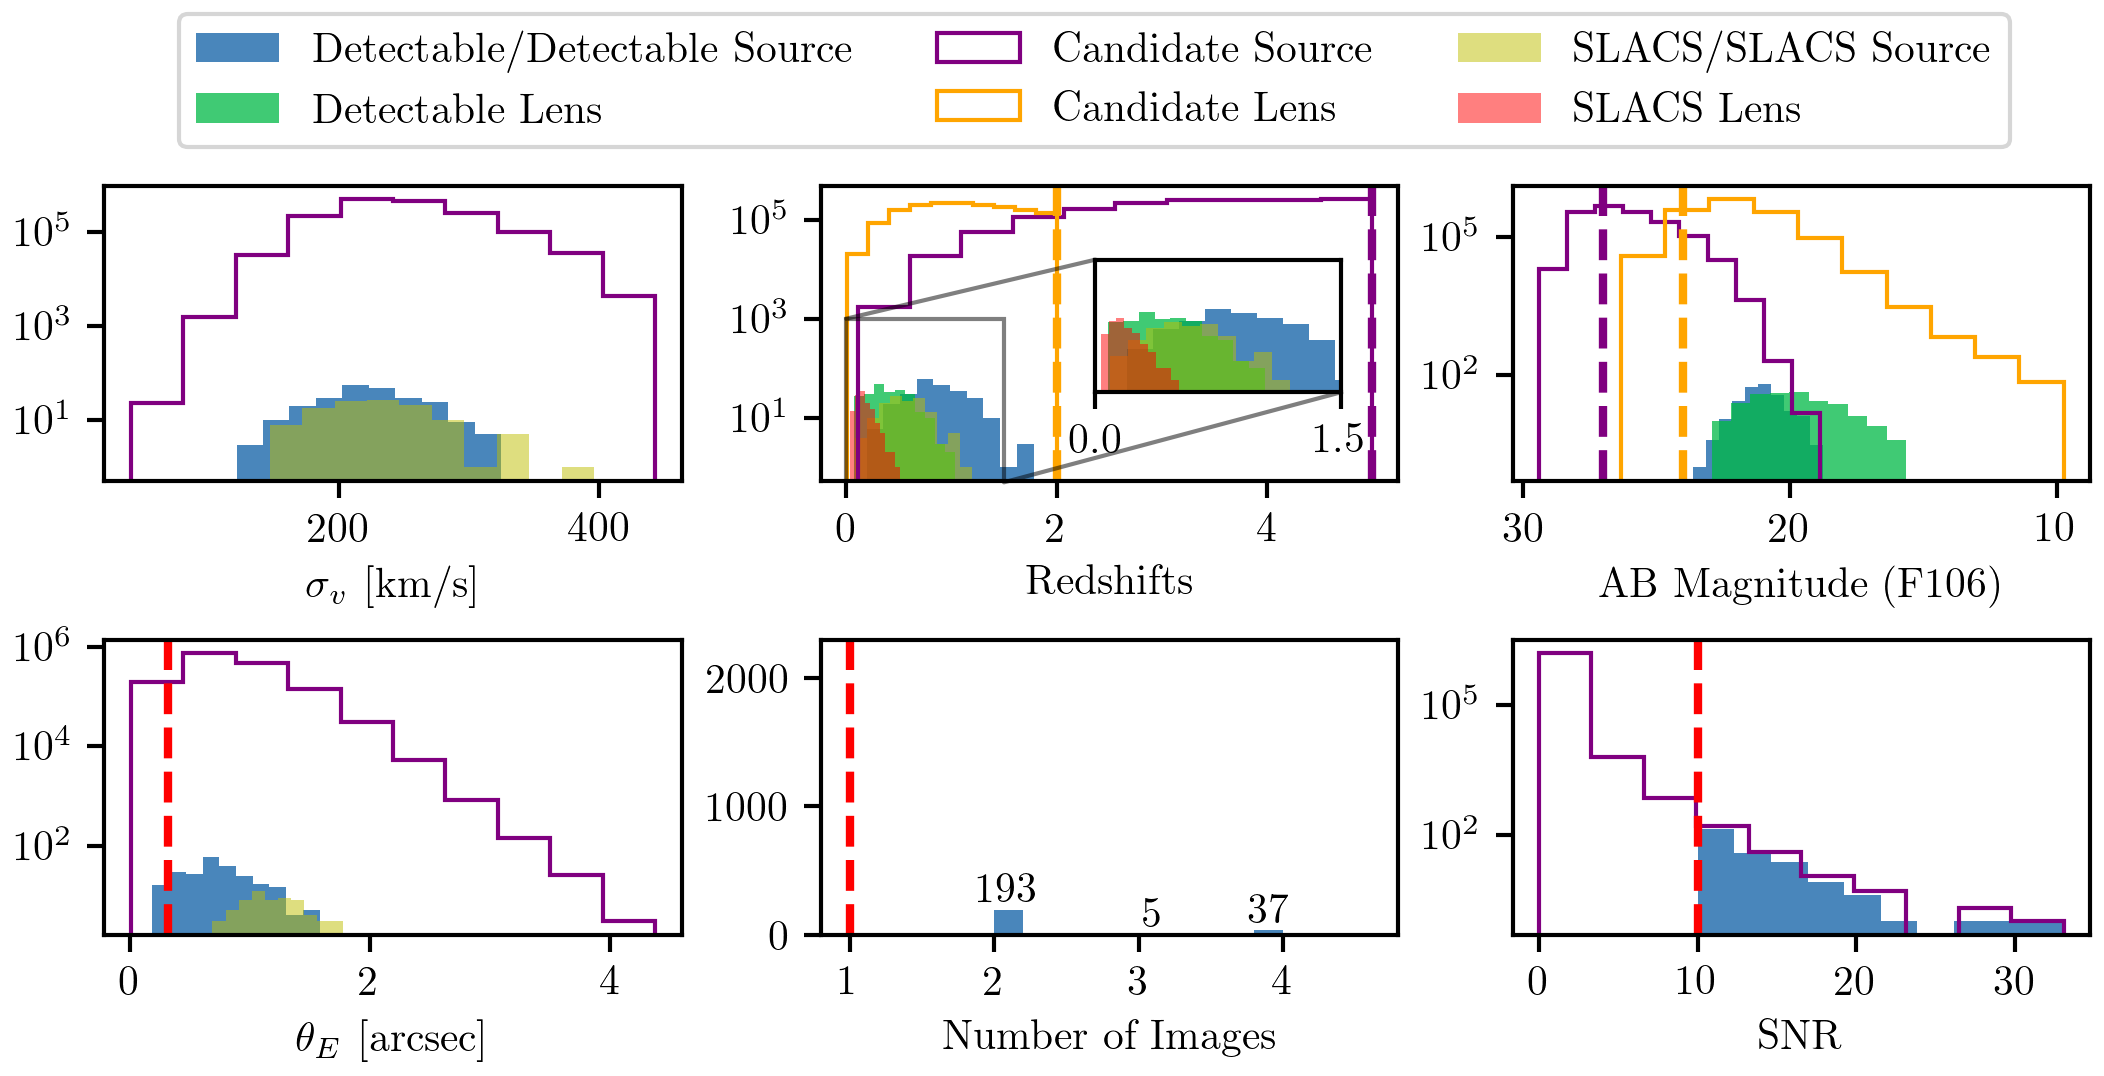 Detectable/Detectable Source Candidate Source SLACS/SLACS Source
Detectable Lens Candidate Lens SLACS Lens
10^5
10^3
10^1
200 400
σ_v [km/s]
10^5
10^3
10^1
0.0 1.5
0 2 4
Redshifts
10^5
10^2
30 20 10
AB Magnitude (F106)
10^6
10^4
10^2
0 2 4
θ_E [arcsec]
2000
1000
0
193 5 37
1 2 3 4
Number of Images
10^5
10^2
0 10 20 30
SNR